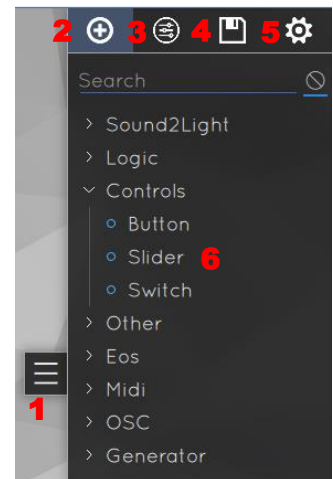 2 3 4 5
Search
Sound2Light
Logic
Controls
Button
Slider 6
Switch
Other
Eos
1 Midi
OSC
Generator